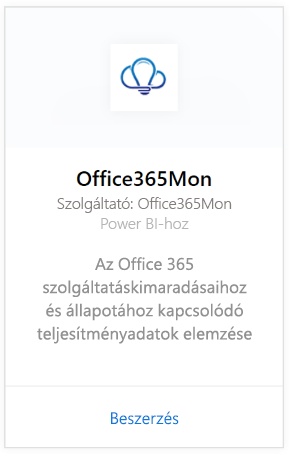 Office365Mon
Szolgáltató: Office365Mon
Power BI-hoz
Az Office 365
szolgáltatáskimaradásaihoz
és állapotához kapcsolódó
teljesítményadatok elemzése
Beszerzés